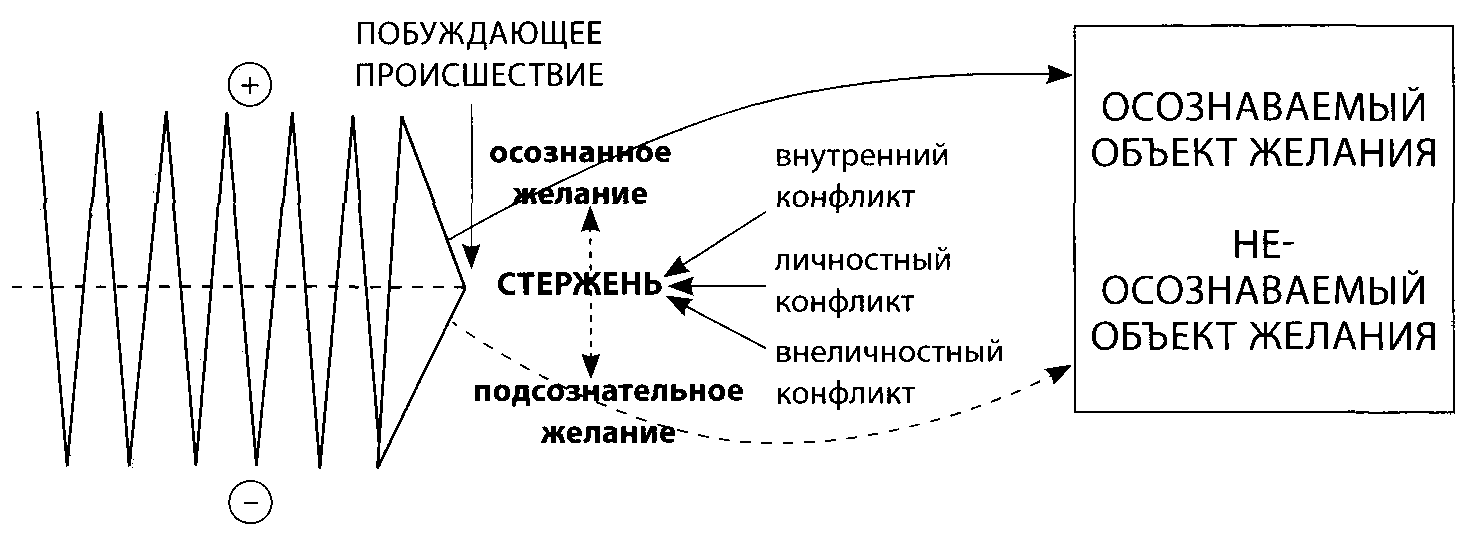 ПОБУЖДАЮЩЕЕ
ПРОИСШЕСТВИЕ
+
осознанное
желание
внутренний
конфликт
СТЕРЖЕНЬ
личностный
конфликт
внеличностный
конфликт
подсознательное
желание
−
ОСОЗНАВАЕМЫЙ
ОБЪЕКТ ЖЕЛАНИЯ
НЕ-
ОСОЗНАВАЕМЫЙ
ОБЪЕКТ ЖЕЛАНИЯ